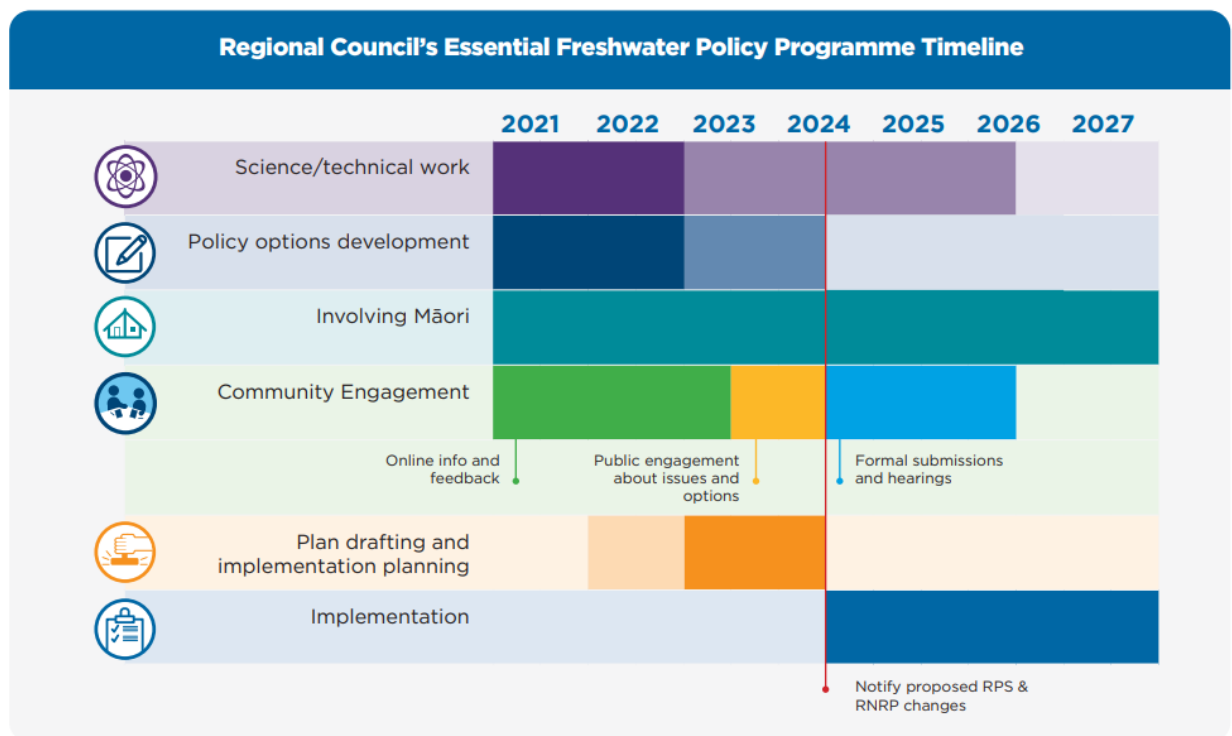 Regional Council's Essential Freshwater Policy Programme Timeline
2021 2022 2023 2024 2025 2026 2027
Science/technical work
Policy options development
Involving Māori
Community Engagement
Online info and
feedback
Public engagement
about issues and
options
Formal submissions
and hearings
Plan drafting and
implementation planning
Implementation
Notify proposed RPS &
RNRP changes